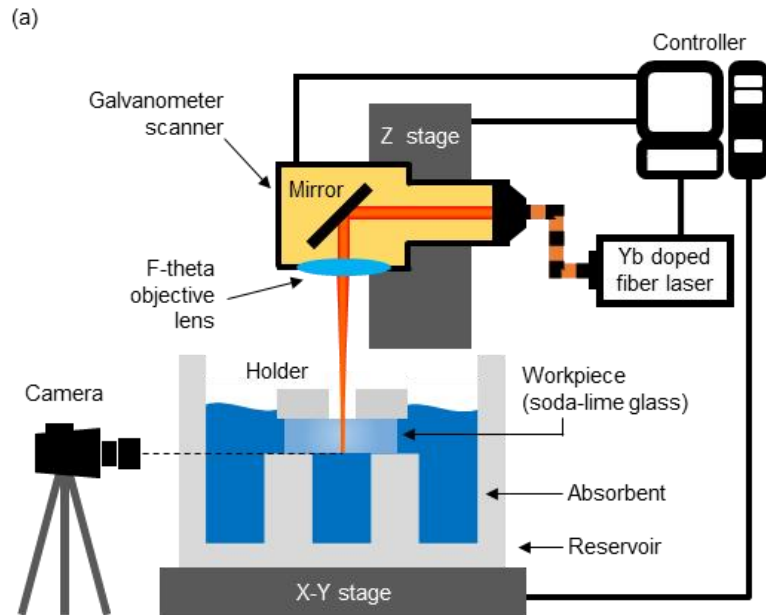 (a)
Controller
Galvanometer
scanner
Z stage
Mirror
F-theta
objective
lens
Yb doped
fiber laser
Holder
Workpiece
(soda-lime glass)
Camera
Absorbent
Reservoir
X-Y stage